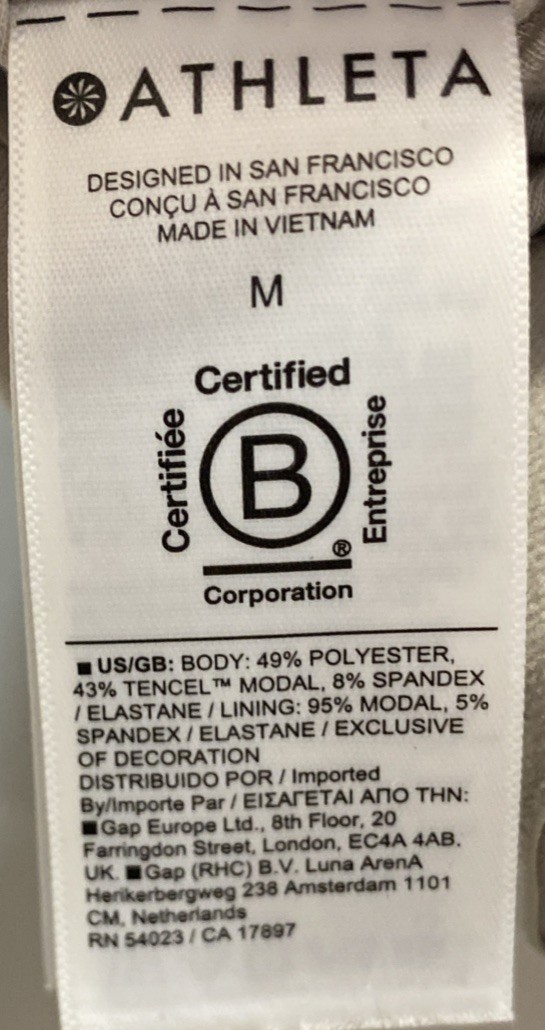 ATHLETA
DESIGNED IN SAN FRANCISCO
CONÇU À SAN FRANCISCO
MADE IN VIETNAM
M
Certified
Certifiée
B
Entreprise
®
Corporation
■ US/GB: BODY: 49% POLYESTER,
43% TENCEL™ MODAL, 8% SPANDEX
/ ELASTANE / LINING: 95% MODAL, 5%
SPANDEX / ELASTANE / EXCLUSIVE
OF DECORATION
DISTRIBUIDO POR / Imported
By/Importe Par / ΕΙΣΑΓΕΤΑΙ ΑΠΟ ΤΗΝ:
■ Gap Europe Ltd., 8th Floor, 20
Farringdon Street, London, EC4A 4AB.
UK. ■ Gap (RHC) B.V. Luna ArenA
Herikerbergweg 238 Amsterdam 1101
CM, Netherlands
RN 54023 / CA 17897